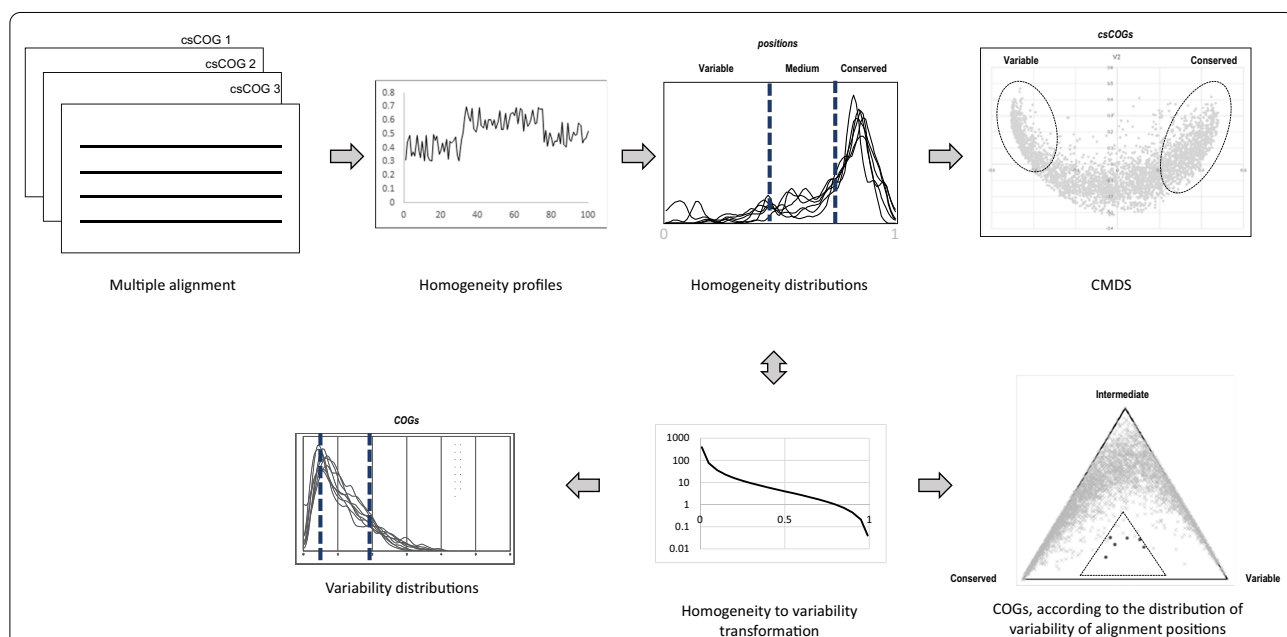 csCOG 1
csCOG 2
csCOG 3
Multiple alignment
0.8
0.7
0.6
0.5
0.4
0.3
0.2
0.1
0
0 20 40 60 80 100
Homogeneity profiles
positions
Variable Medium Conserved
0 1
Homogeneity distributions
csCOGs
Variable V2 Conserved
CMDS
COGs
Variability distributions
1000
100
10
1
0.1
0.01
0 0.5 1
Homogeneity to variability
transformation
Intermediate
Conserved Variable
COGs, according to the distribution of
variability of alignment positions